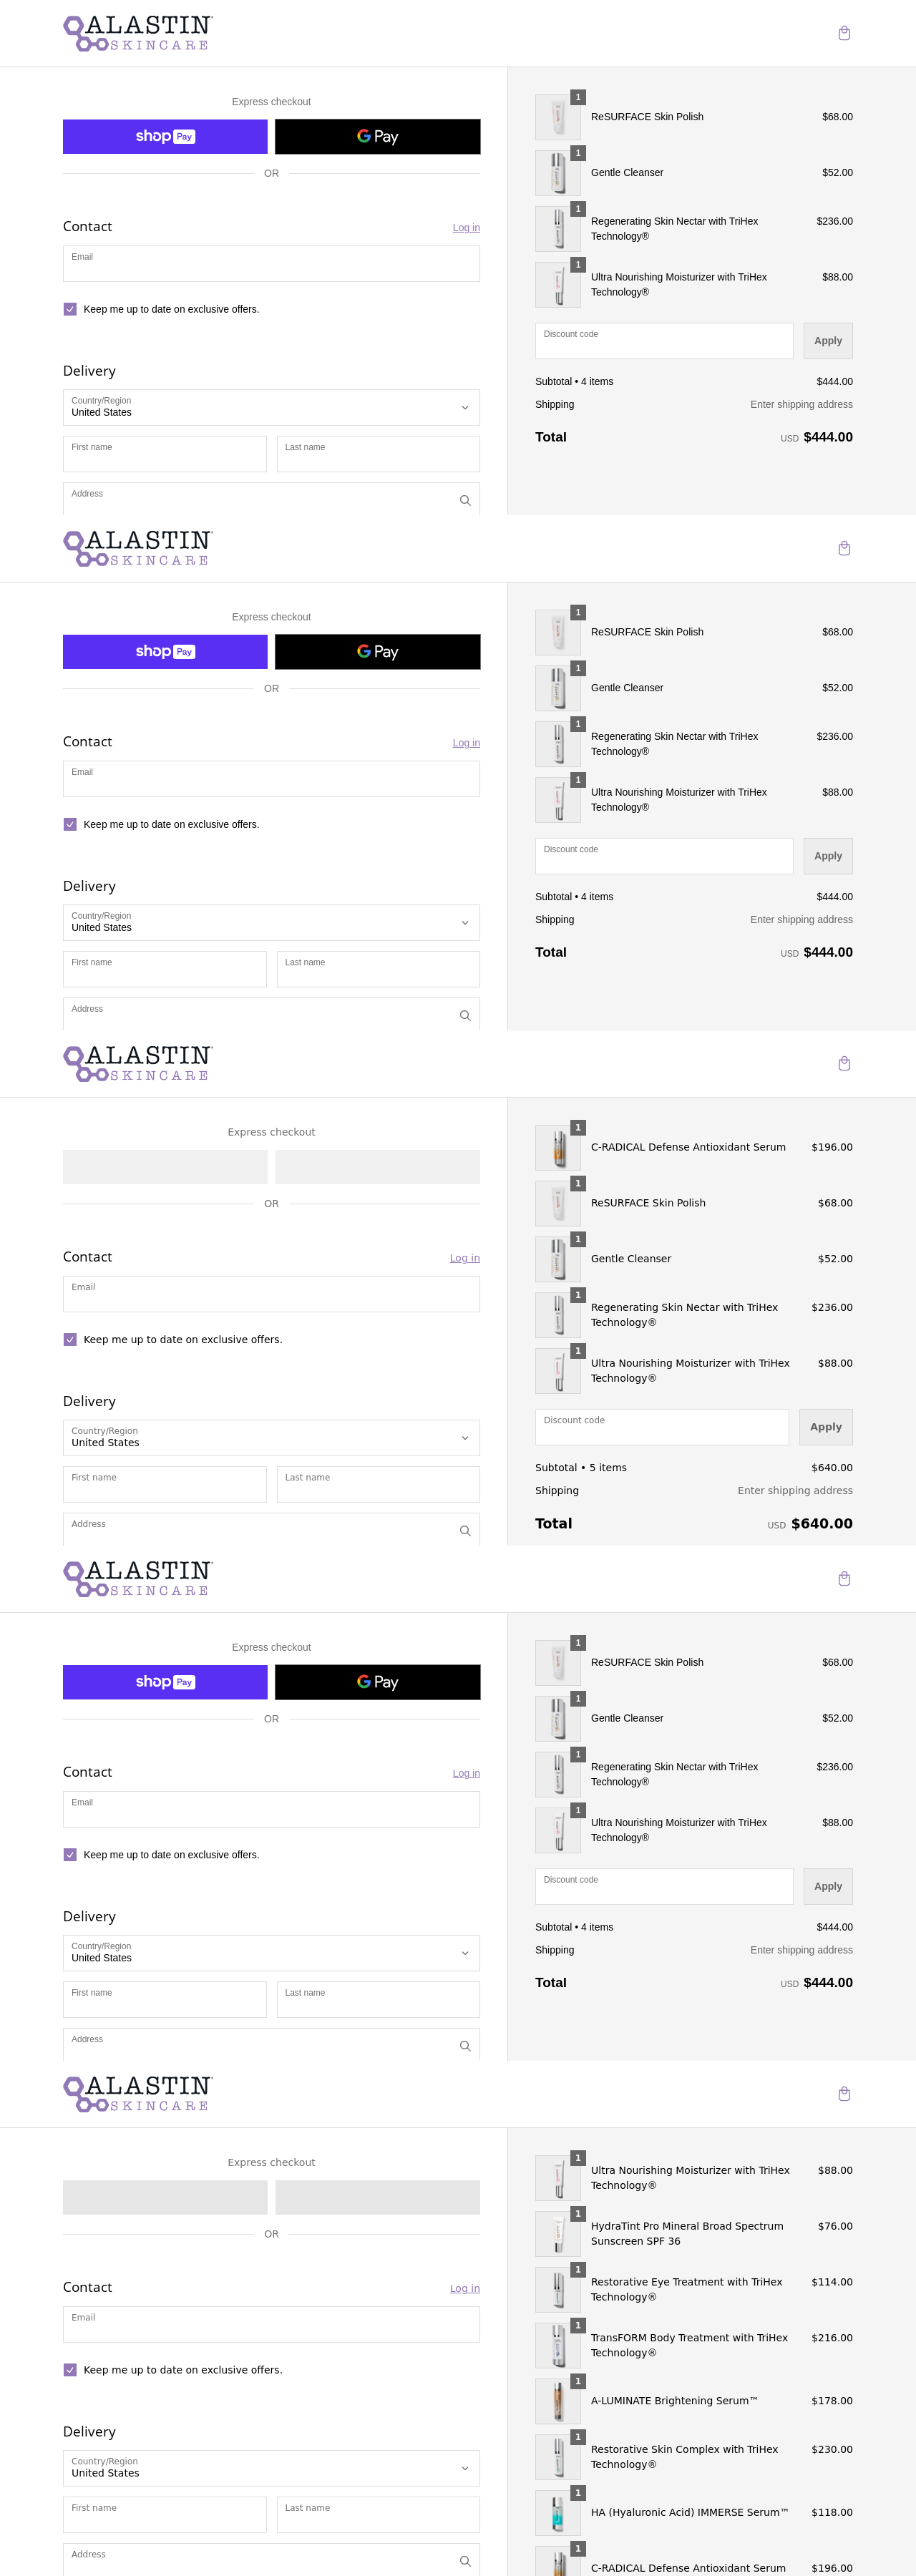 ALASTIN
SKINCARE
Express checkout
shop Pay
G Pay
OR
Contact
Log in
Email
Keep me up to date on exclusive offers.
Delivery
Country/Region
United States
First name
Last name
Address
1
ReSURFACE Skin Polish
$68.00
1
Gentle Cleanser
$52.00
1
Regenerating Skin Nectar with TriHex
Technology®
$236.00
1
Ultra Nourishing Moisturizer with TriHex
Technology®
$88.00
Discount code
Apply
Subtotal • 4 items
$444.00
Shipping
Enter shipping address
Total
USD $444.00
ALASTIN
SKINCARE
Express checkout
shop Pay
G Pay
OR
Contact
Log in
Email
Keep me up to date on exclusive offers.
Delivery
Country/Region
United States
First name
Last name
Address
1
ReSURFACE Skin Polish
$68.00
1
Gentle Cleanser
$52.00
1
Regenerating Skin Nectar with TriHex
Technology®
$236.00
1
Ultra Nourishing Moisturizer with TriHex
Technology®
$88.00
Discount code
Apply
Subtotal • 4 items
$444.00
Shipping
Enter shipping address
Total
USD $444.00
ALASTIN
SKINCARE
Express checkout
OR
Contact
Log in
Email
Keep me up to date on exclusive offers.
Delivery
Country/Region
United States
First name
Last name
Address
1
C-RADICAL Defense Antioxidant Serum
$196.00
1
ReSURFACE Skin Polish
$68.00
1
Gentle Cleanser
$52.00
1
Regenerating Skin Nectar with TriHex
Technology®
$236.00
1
Ultra Nourishing Moisturizer with TriHex
Technology®
$88.00
Discount code
Apply
Subtotal • 5 items
$640.00
Shipping
Enter shipping address
Total
USD $640.00
ALASTIN
SKINCARE
Express checkout
shop Pay
G Pay
OR
Contact
Log in
Email
Keep me up to date on exclusive offers.
Delivery
Country/Region
United States
First name
Last name
Address
1
ReSURFACE Skin Polish
$68.00
1
Gentle Cleanser
$52.00
1
Regenerating Skin Nectar with TriHex
Technology®
$236.00
1
Ultra Nourishing Moisturizer with TriHex
Technology®
$88.00
Discount code
Apply
Subtotal • 4 items
$444.00
Shipping
Enter shipping address
Total
USD $444.00
ALASTIN
SKINCARE
Express checkout
OR
Contact
Log in
Email
Keep me up to date on exclusive offers.
Delivery
Country/Region
United States
First name
Last name
Address
1
Ultra Nourishing Moisturizer with TriHex
Technology®
$88.00
1
HydraTint Pro Mineral Broad Spectrum
Sunscreen SPF 36
$76.00
1
Restorative Eye Treatment with TriHex
Technology®
$114.00
1
TransFORM Body Treatment with TriHex
Technology®
$216.00
1
A-LUMINATE Brightening Serum™
$178.00
1
Restorative Skin Complex with TriHex
Technology®
$230.00
1
HA (Hyaluronic Acid) IMMERSE Serum™
$118.00
1
C-RADICAL Defense Antioxidant Serum
$196.00